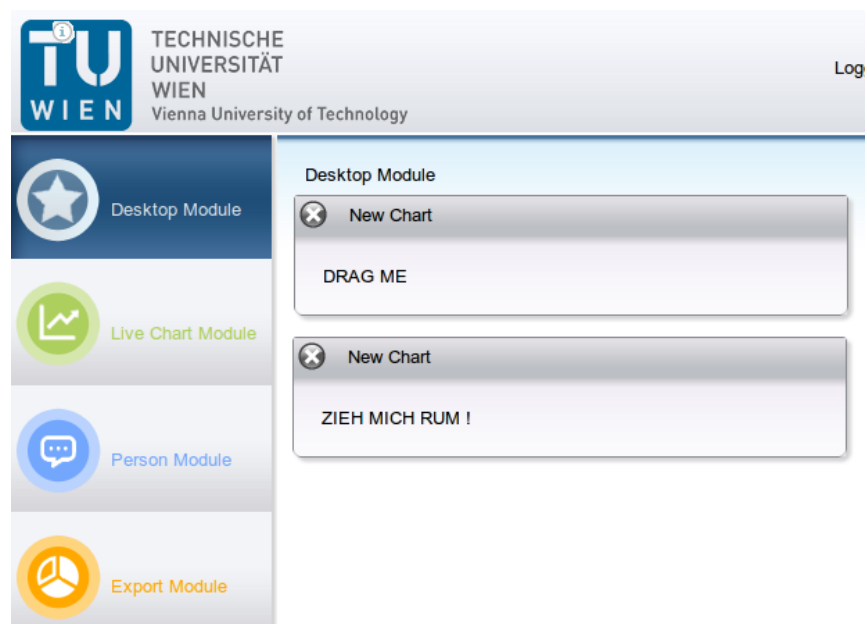 TU
WIEN
TECHNISCHE
UNIVERSITÄT
WIEN
Vienna University of Technology
Desktop Module
Live Chart Module
Person Module
Export Module
Desktop Module
New Chart
DRAG ME
New Chart
ZIEH MICH RUM !